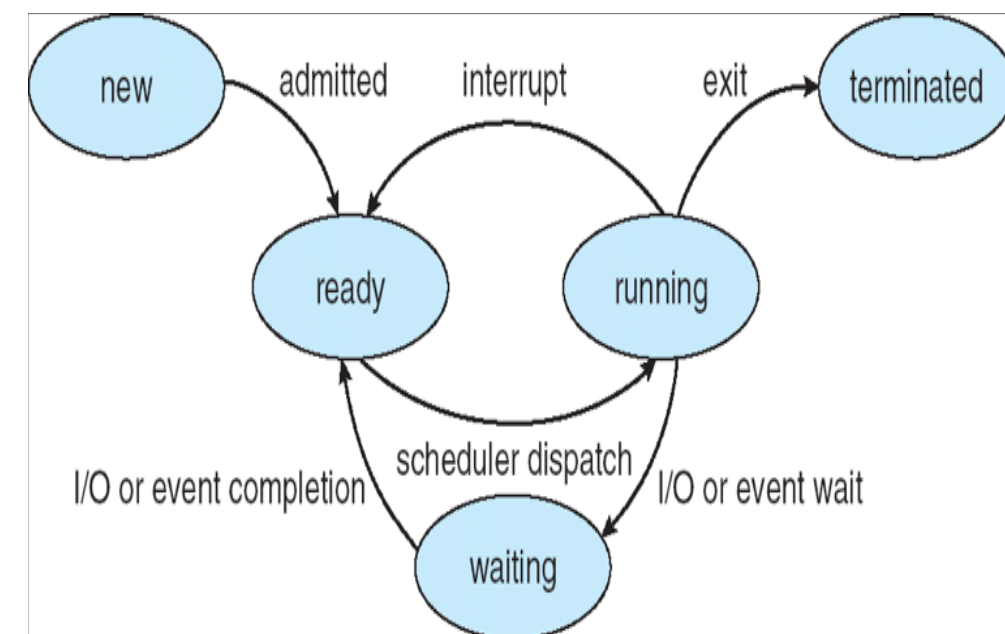 new
admitted
interrupt
exit
terminated
ready
running
scheduler dispatch
I/O or event completion
I/O or event wait
waiting